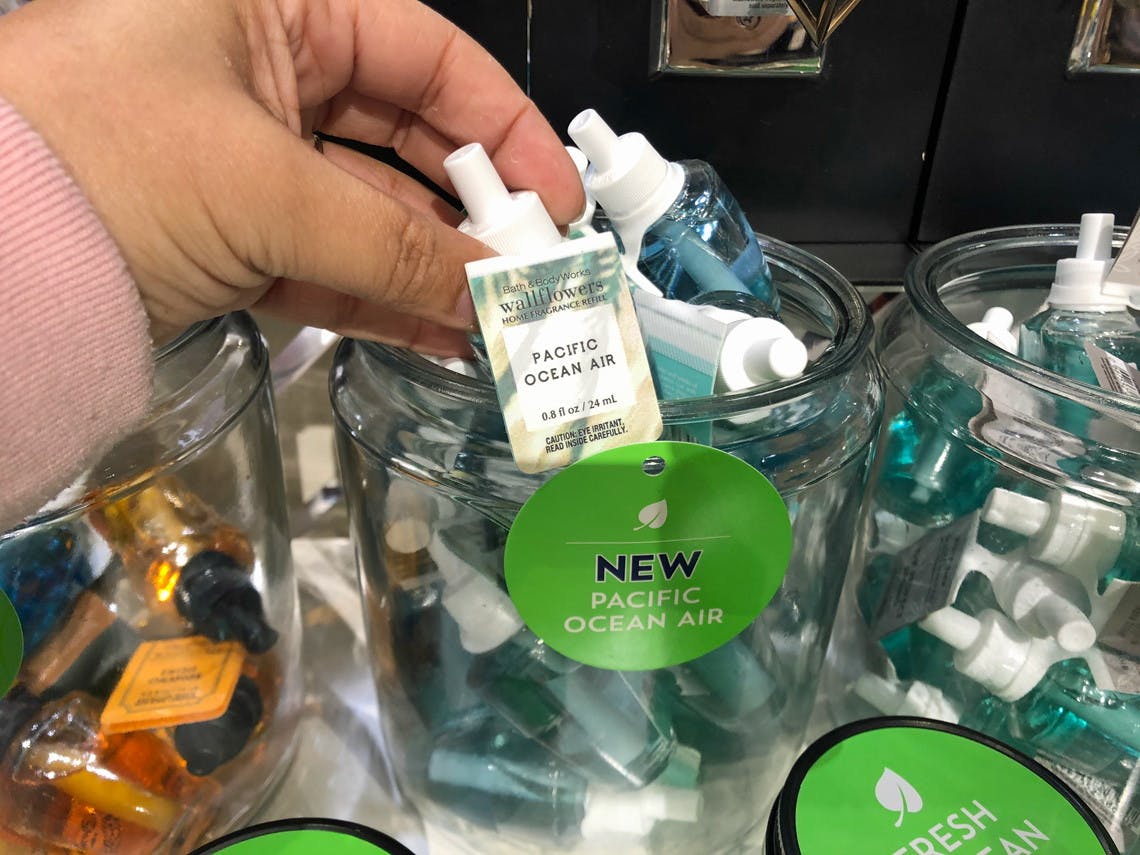 Bath & Body Works
wallflowers
HOME FRAGRANCE REFILL
PACIFIC
OCEAN AIR
0.8 fl oz / 24 mL
CAUTION: EYE IRRITANT,
READ INSIDE CAREFULLY.
NEW
PACIFIC
OCEAN AIR